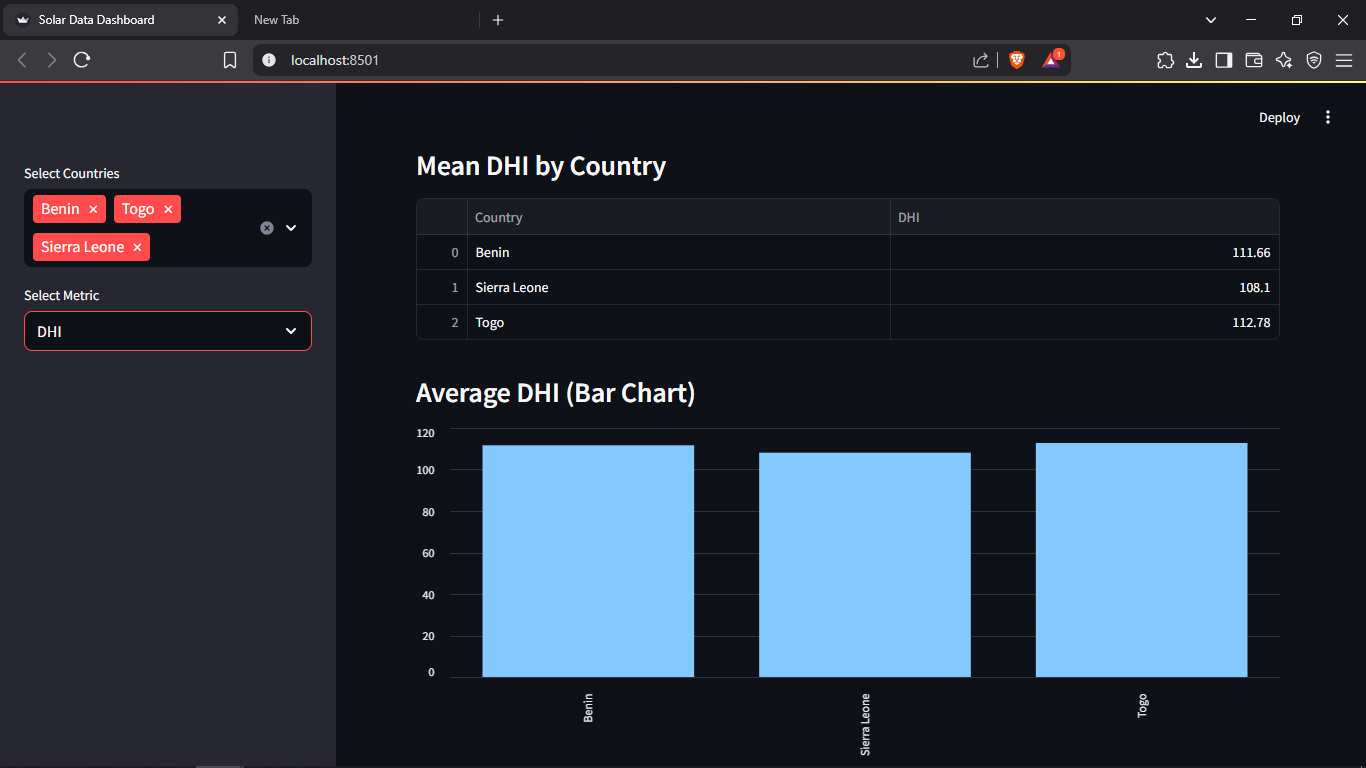 Solar Data Dashboard
New Tab
localhost:8501
1
Deploy
Select Countries
Benin Togo
Sierra Leone
Select Metric
DHI
Mean DHI by Country
Country DHI
0 Benin 111.66
1 Sierra Leone 108.1
2 Togo 112.78
Average DHI (Bar Chart)
120
100
80
60
40
20
0
Benin
Sierra Leone
Togo